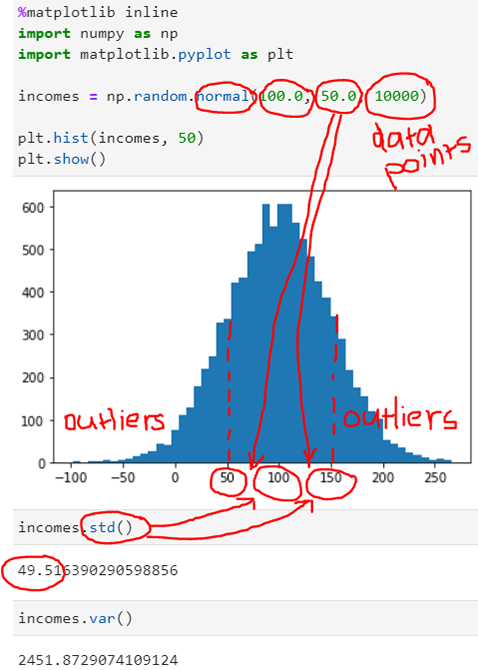 %matplotlib inline
import numpy as np
import matplotlib.pyplot as plt
incomes = np.random.normal(100.0, 50.0, 10000)
data
points
plt.hist(incomes, 50)
plt.show()
600
500
400
300
200
100
0
outliers
outliers
−100 −50 0 50 100 150 200 250
incomes.std()
49.516390290598856
incomes.var()
2451.8729074109124